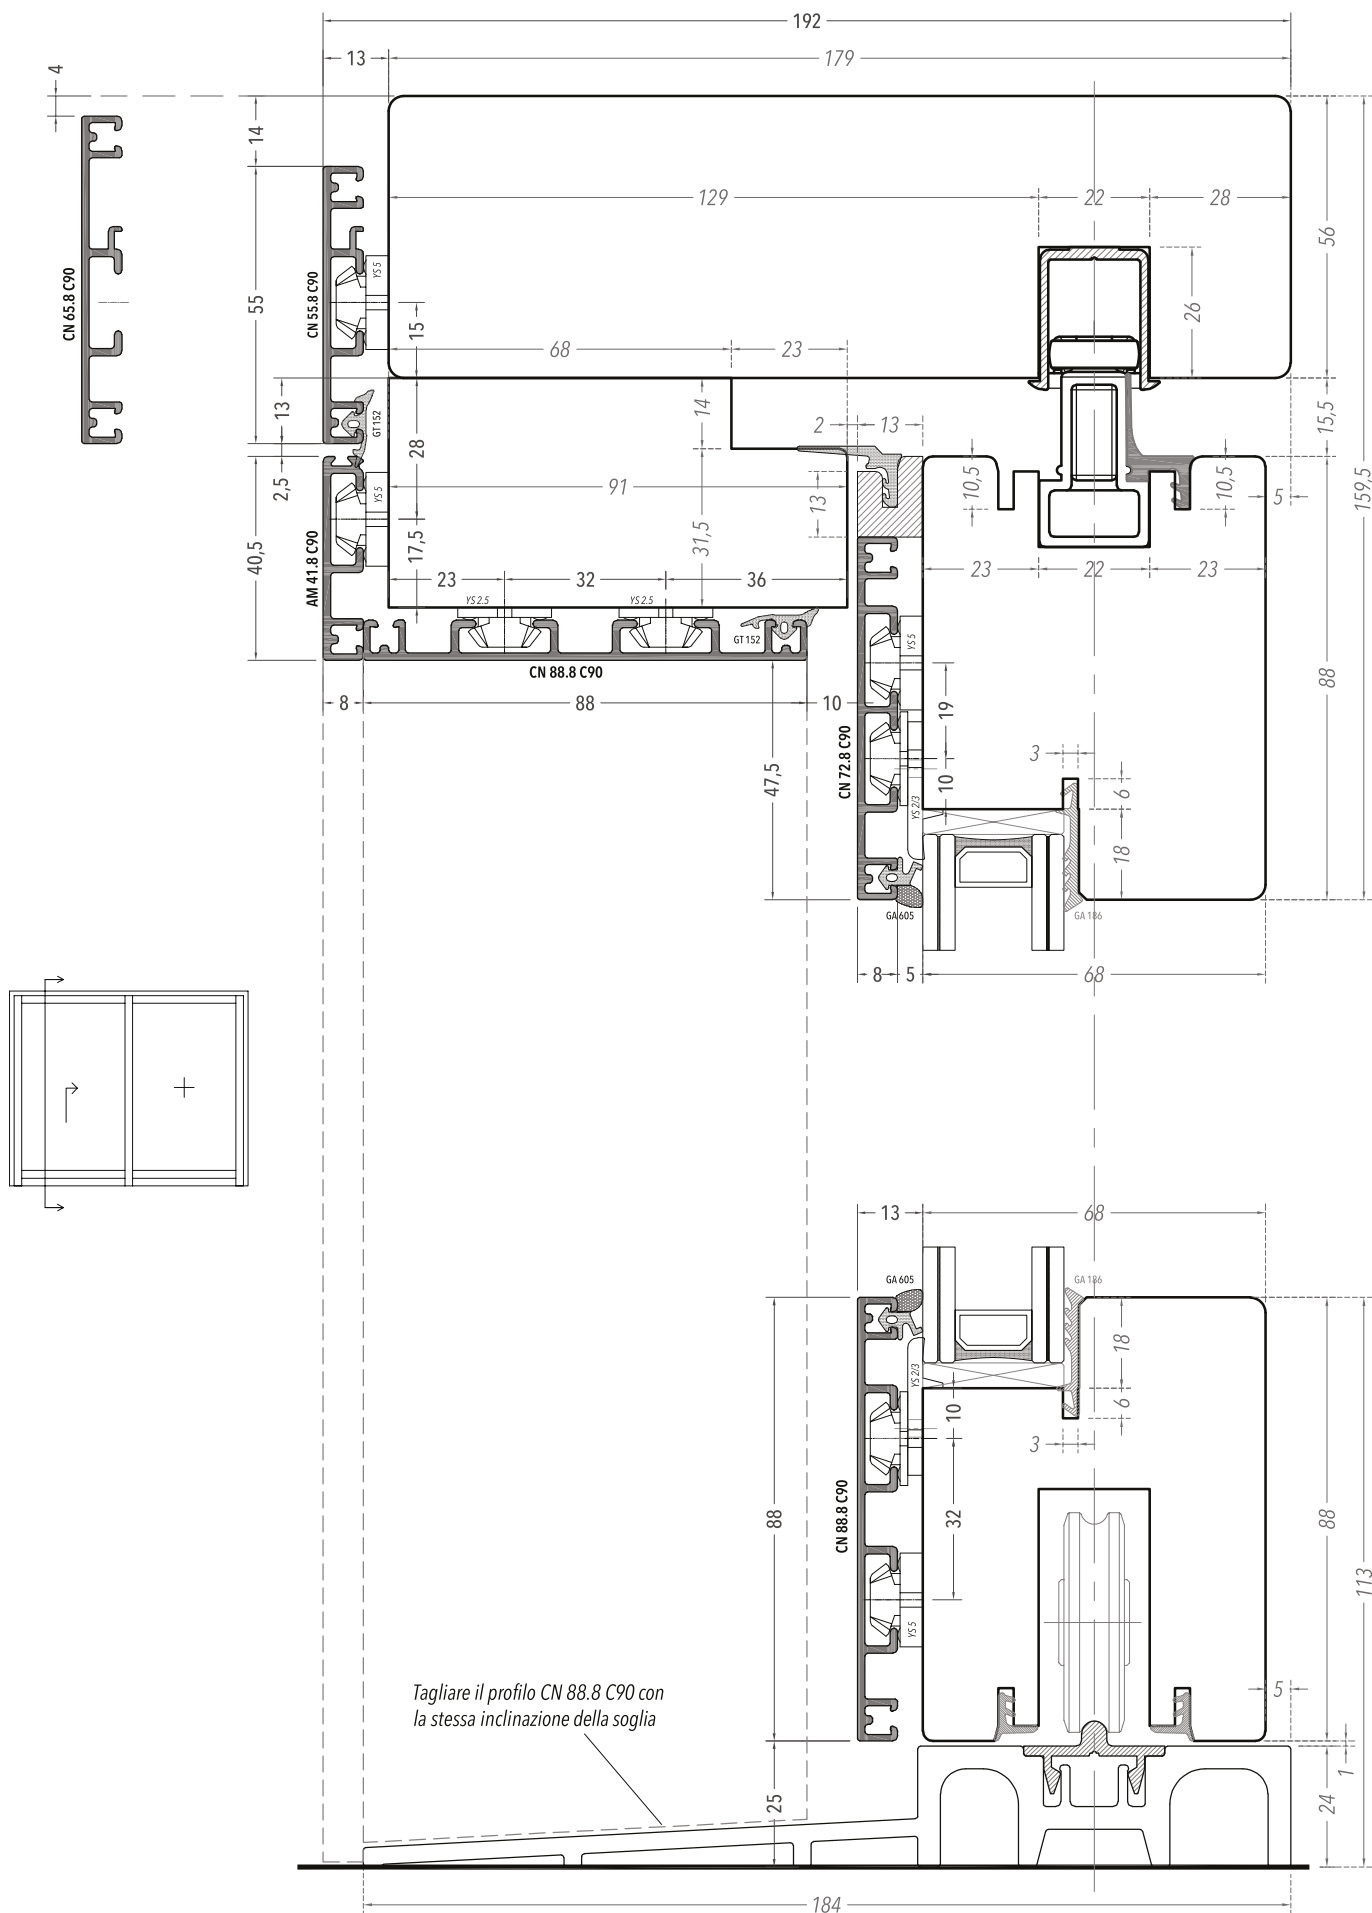 192
13
179
4
14
129
22
28
56
CN 65.8 C90
55
CN 55.8 C90
YS 5
15
26
68
23
159,5
13
GT 152
28
14
2
13
15,5
2,5
YS 5
91
13
10,5
10,5
5
40,5
AM 41.8 C90
17,5
31,5
23
32
36
23
22
23
YS 2.5
YS 2.5
GT 152
YS 5
CN 88.8 C90
8
88
10
19
88
47,5
CN 72.8 C90
3
10
6
YS 2/3
18
GA 605
GA 186
8
5
68
13
68
GA 605
GA 186
18
YS 2/3
10
6
3
88
CN 88.8 C90
32
88
113
YS 5
Tagliare il profilo CN 88.8 C90 con
la stessa inclinazione della soglia
5
1
25
24
184